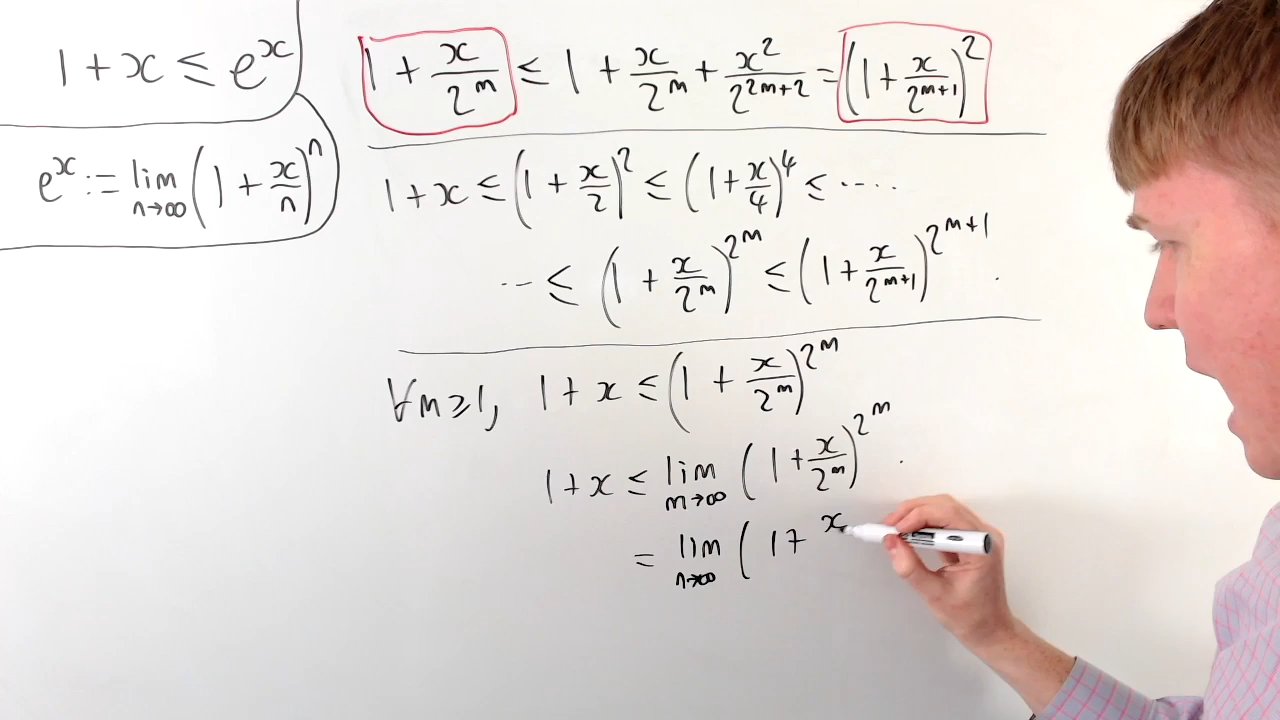 1 + x ≤ e^x
e^x := lim_{n→∞} (1 + x/n)^n
1 + x/2^m ≤ 1 + x/2^m + x^2/2^{2m+2} = (1 + x/2^{m+1})^2
1 + x ≤ (1 + x/2)^2 ≤ (1 + x/4)^4 ≤ ....
.. ≤ (1 + x/2^m)^{2^m} ≤ (1 + x/2^{m+1})^{2^{m+1}} .
∀m ≥ 1, 1 + x ≤ (1 + x/2^m)^{2^m}
1 + x ≤ lim_{m→∞} (1 + x/2^m)^{2^m} .
= lim_{n→∞} (1 + x